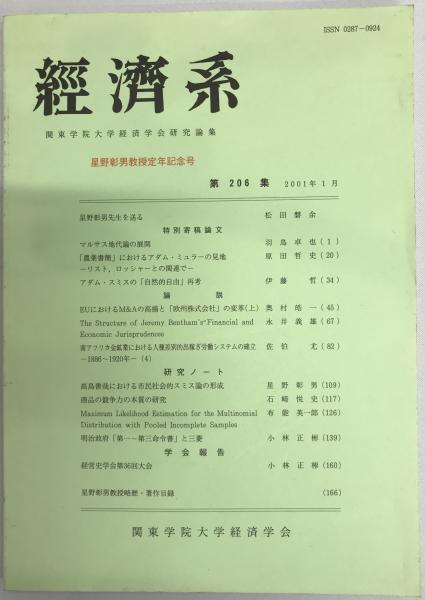 ISSN 0287-0924
經濟系
関東学院大学経済学会研究論集
星野彰男教授定年記念号
第206集 2001年1月
星野彰男先生を送る 松田磐余
特別寄稿論文
マルサス地代論の展開 羽鳥卓也(1)
「農業書簡」におけるアダム・ミュラーの見地 原田哲史(20)
－リスト，ロッシャーとの関連で－
アダム・スミスの「自然的自由」再考 伊藤哲(34)
論説
EUにおけるM&Aの高揚と「欧州株式会社」の変革(上) 奥村皓一(45)
The Structure of Jeremy Bentham's“Financial and 永井義雄(67)
Economic Jurisprudences
南アフリカ金鉱業における人種差別的出稼ぎ労働システムの確立 佐伯尤(82)
－1886～1920年－(4)
研究ノート
高島善哉における市民社会的スミス論の形成 星野彰男(109)
商品の競争力の本質の研究 石崎悦史(117)
Maximum Likelihood Estimation for the Multinomial 布能英一郎(126)
Distribution with Pooled Incomplete Samples
明治政府「第一～第三命令書」と三菱 小林正彬(139)
学会報告
経営史学会第36回大会 小林正彬(160)
星野彰男教授略歴・著作目録 (166)
関東学院大学経済学会